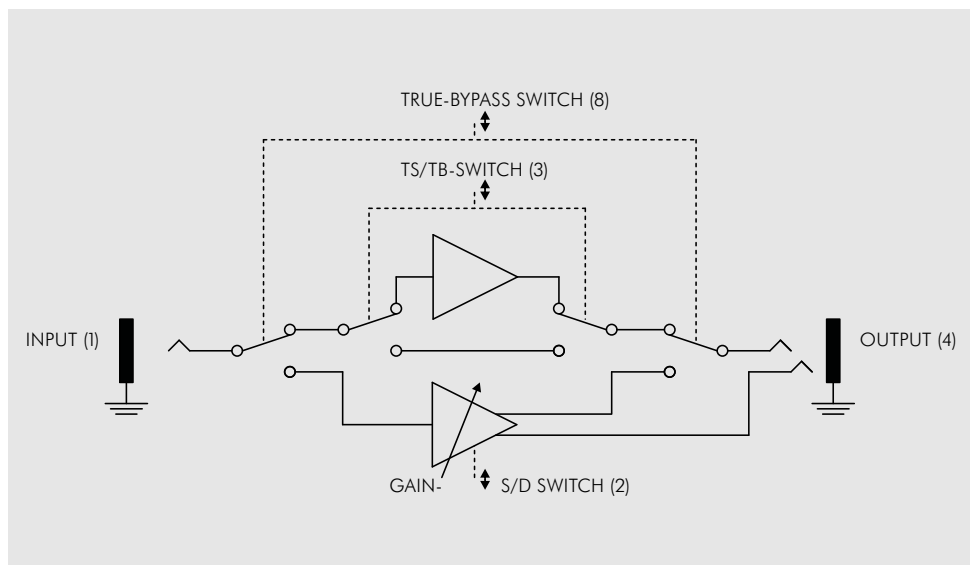 TRUE-BYPASS SWITCH (8)
TS/TB-SWITCH (3)
INPUT (1)
OUTPUT (4)
GAIN-
S/D SWITCH (2)